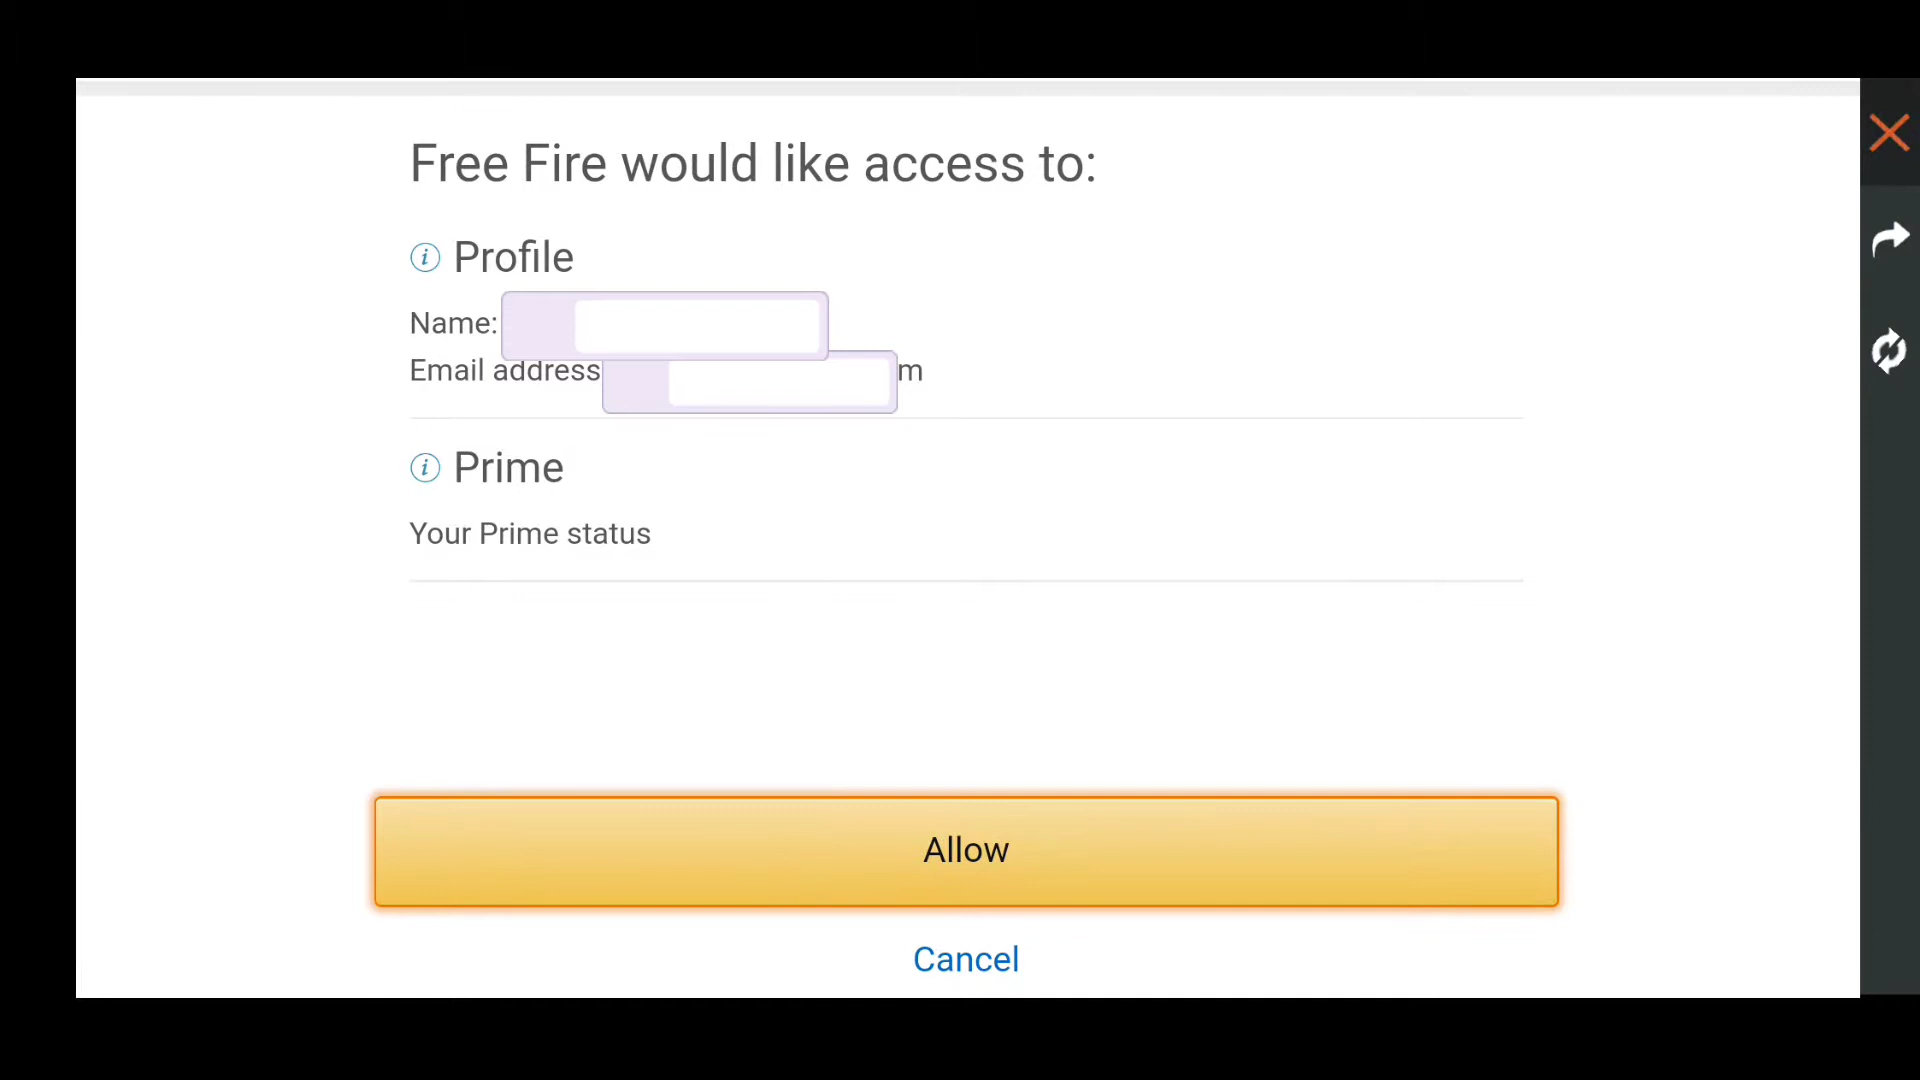 Free Fire would like access to:
Profile
Name:
Email address
m
Prime
Your Prime status
Allow
Cancel